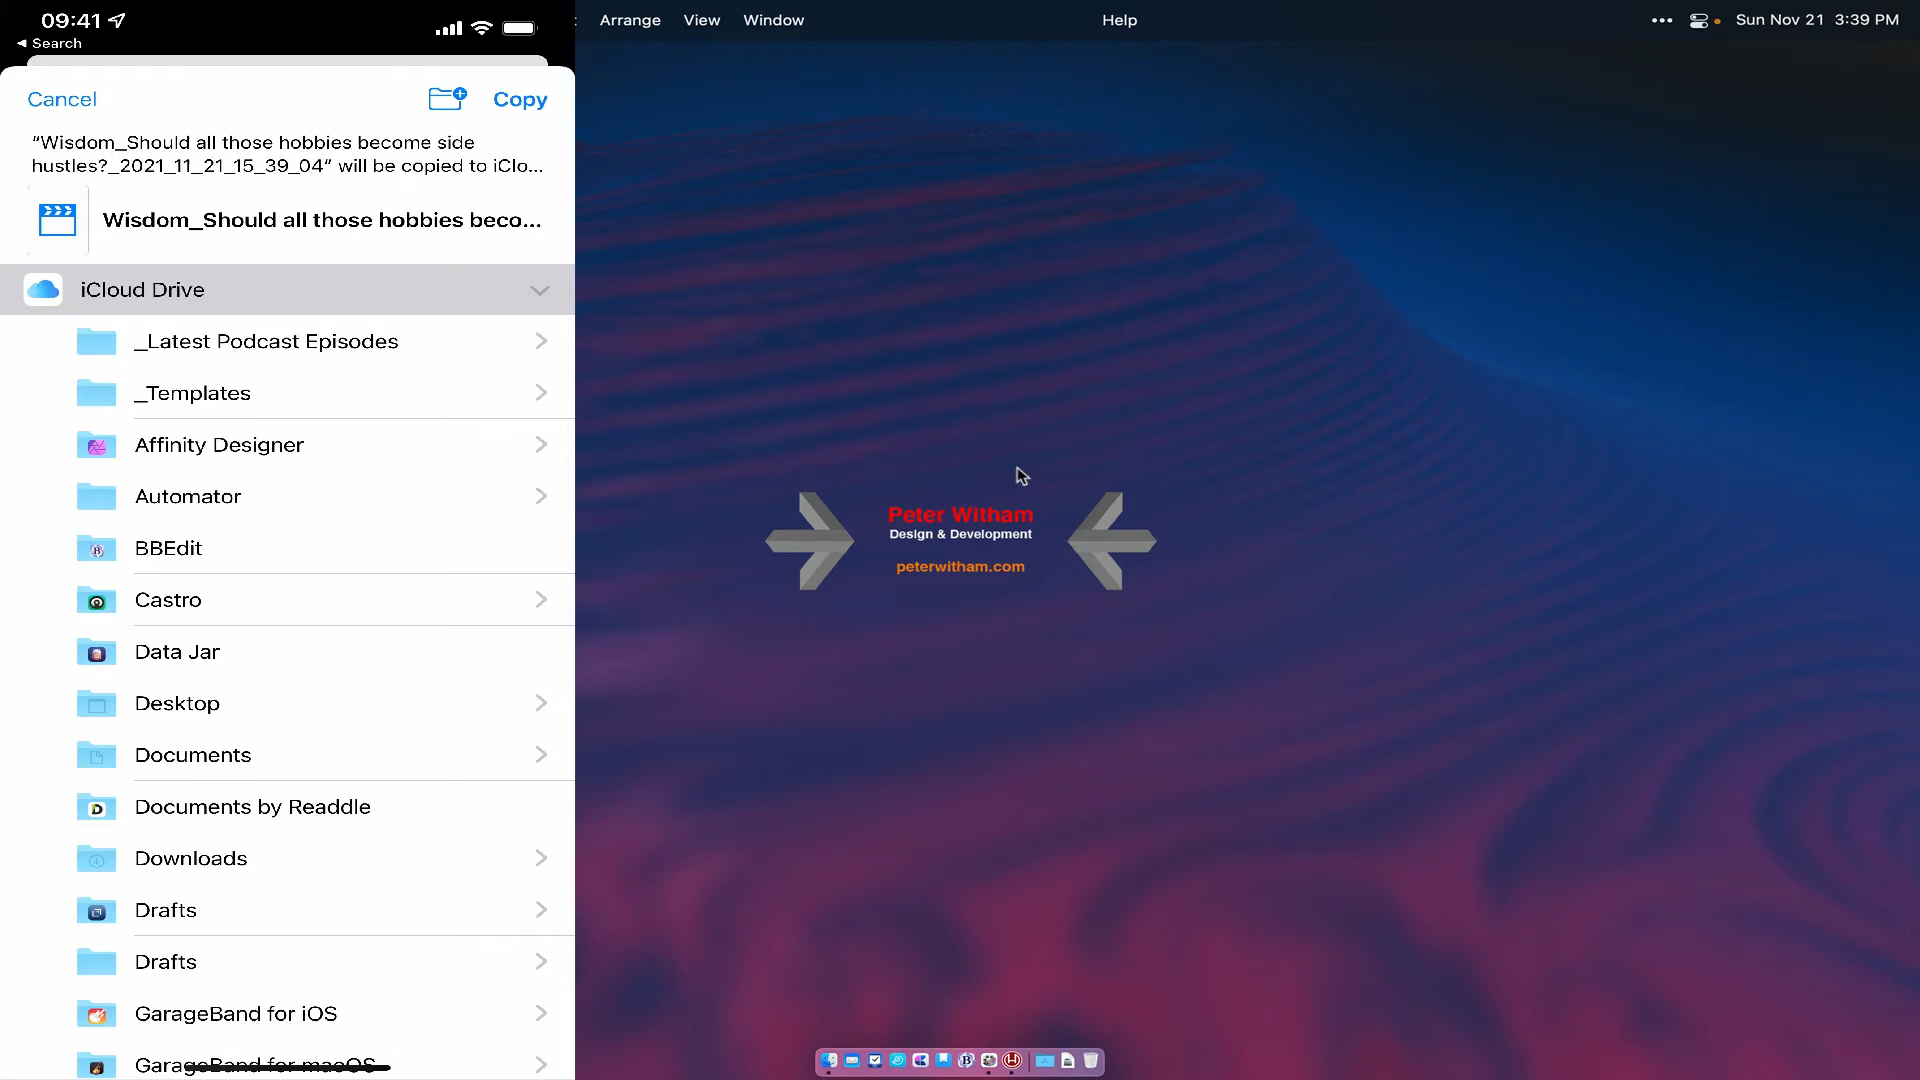 09:41
Search
Cancel
Copy
“Wisdom_Should all those hobbies become side
hustles?_2021_11_21_15_39_04” will be copied to iClo...
Wisdom_Should all those hobbies beco...
iCloud Drive
_Latest Podcast Episodes
_Templates
Affinity Designer
Automator
BBEdit
Castro
Data Jar
Desktop
Documents
Documents by Readdle
Downloads
Drafts
Drafts
GarageBand for iOS
GarageBand for macOS
Arrange View Window Help
Sun Nov 21 3:39 PM
Peter Witham
Design & Development
peterwitham.com